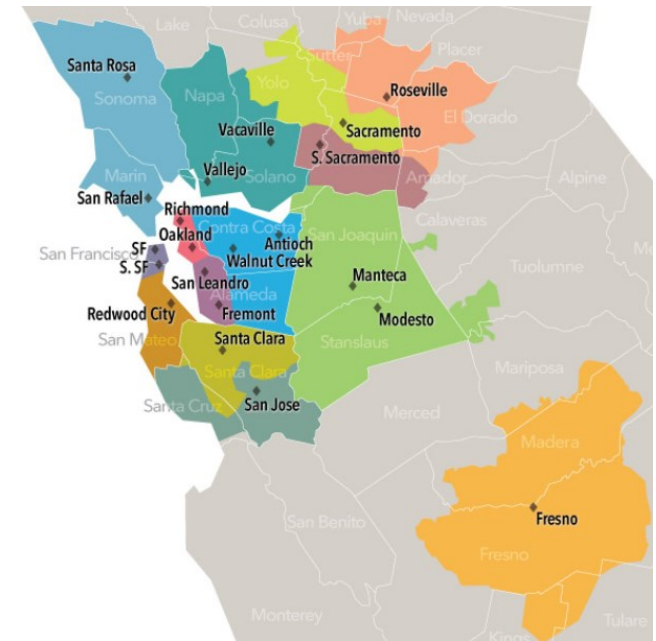 Lake
Colusa
Yuba
Nevada
Sutter
Placer
Santa Rosa
Sonoma
Napa
Yolo
Roseville
El Dorado
Vacaville
Sacramento
S. Sacramento
Marin
Vallejo
Solano
Amador
Alpine
San Rafael
Richmond
Contra Costa
Calaveras
Oakland
San Joaquin
San Francisco
SF
Antioch
S. SF
Walnut Creek
Tuolumne
San Leandro
Manteca
Alameda
Redwood City
Fremont
Modesto
San Mateo
Santa Clara
Stanslaus
Santa Clara
Mariposa
Santa Cruz
San Jose
Merced
Madera
Fresno
San Benito
Fresno
Monterey
Kings
Tulare